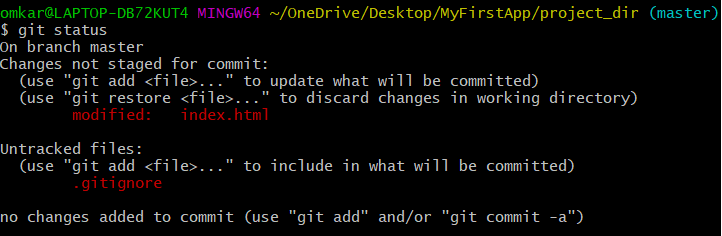 omkar@LAPTOP-DB72KUT4 MINGW64 ~/OneDrive/Desktop/MyFirstApp/project_dir (master)
$ git status
On branch master
Changes not staged for commit:
  (use "git add <file>..." to update what will be committed)
  (use "git restore <file>..." to discard changes in working directory)
        modified:   index.html

Untracked files:
  (use "git add <file>..." to include in what will be committed)
        .gitignore

no changes added to commit (use "git add" and/or "git commit -a")